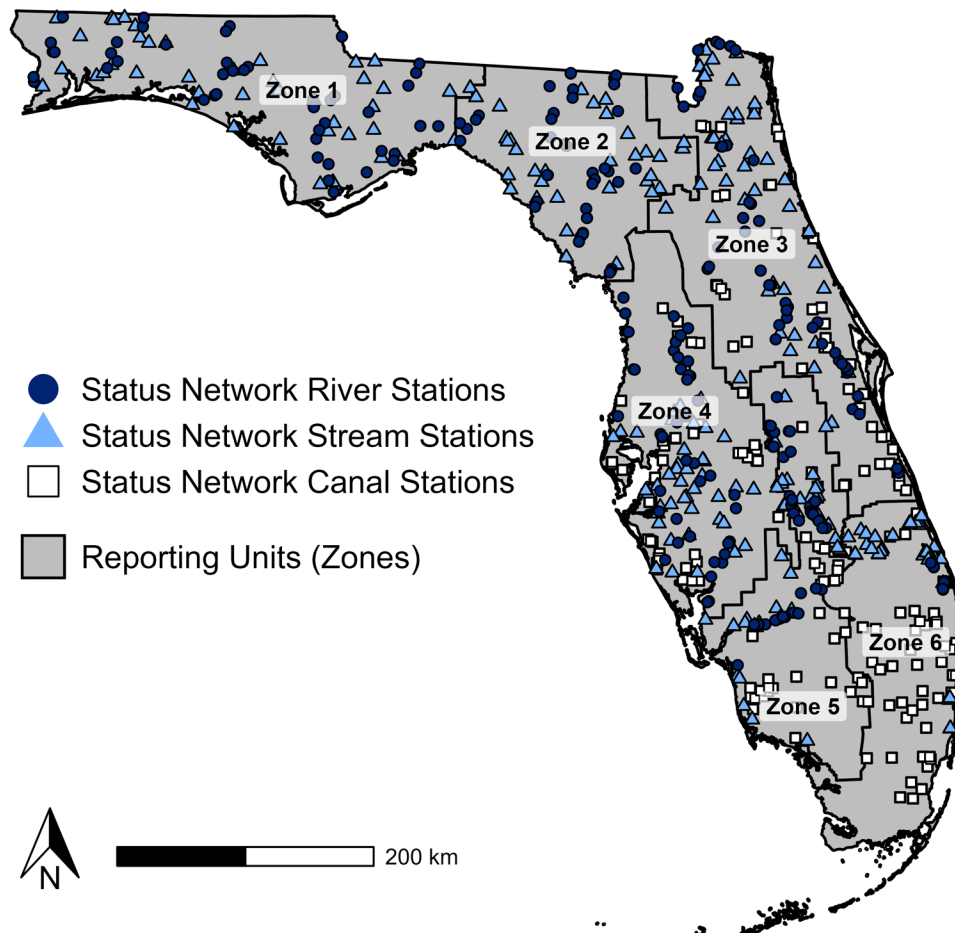 Zone 1
Zone 2
Zone 3
Status Network River Stations
Zone 4
Status Network Stream Stations
Status Network Canal Stations
Reporting Units (Zones)
Zone 6
Zone 5
N
200 km